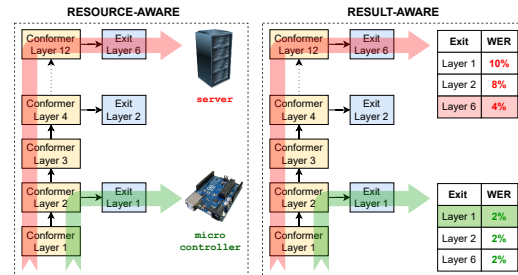 RESOURCE-AWARE
Conformer
Layer 12
Exit
Layer 6
server
Conformer
Layer 4
Exit
Layer 2
Conformer
Layer 3
Conformer
Layer 2
Exit
Layer 1
micro
controller
Conformer
Layer 1
RESULT-AWARE
Conformer
Layer 12
Exit
Layer 6
Conformer
Layer 4
Exit
Layer 2
Conformer
Layer 3
Conformer
Layer 2
Exit
Layer 1
Conformer
Layer 1
Exit WER
Layer 1 10%
Layer 2 8%
Layer 6 4%
Exit WER
Layer 1 2%
Layer 2 2%
Layer 6 2%